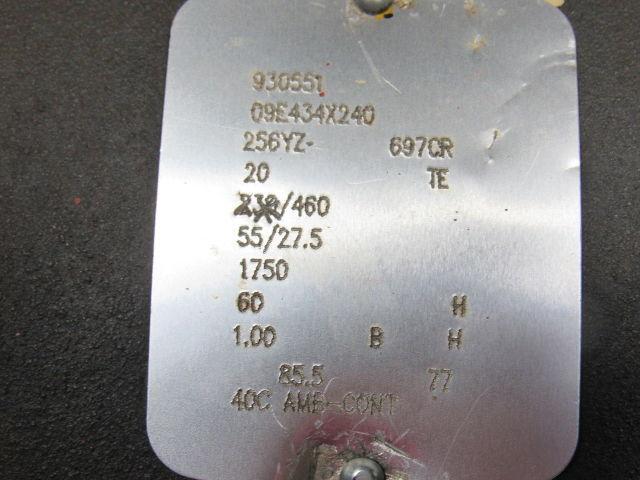 930551
09E434X240
256YZ- 697CR
20 TE
230/460
55/27.5
1750
60 H
1.00 B H
85.5 77
40C AMB-CONT